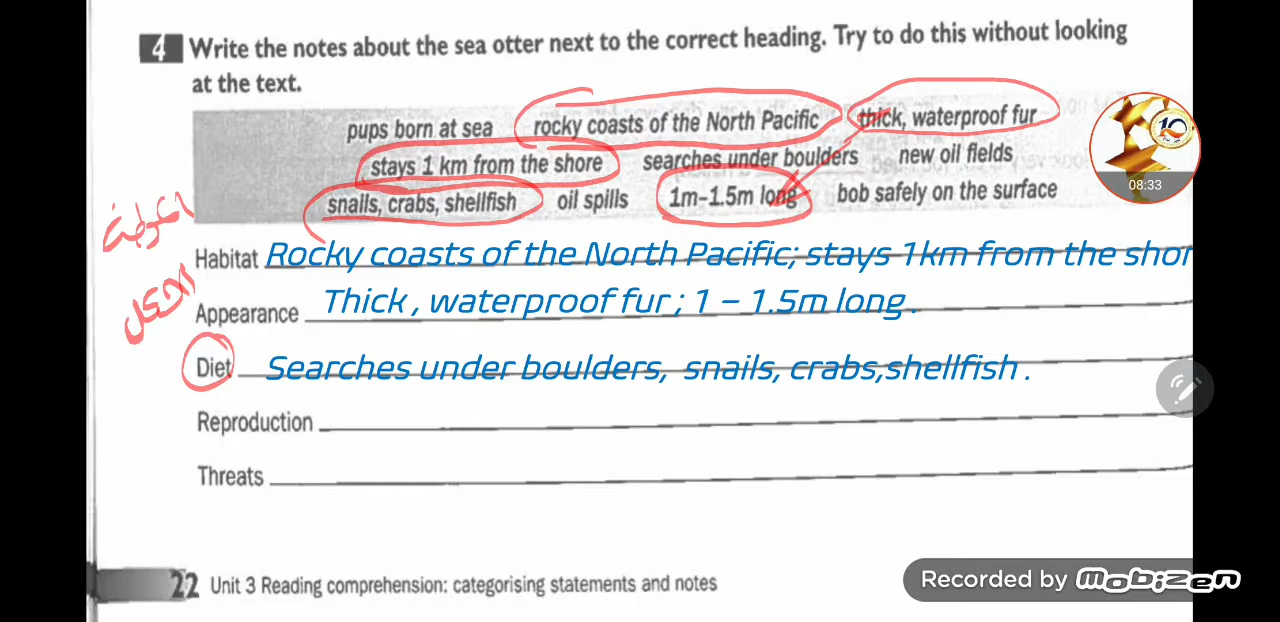 4 Write the notes about the sea otter next to the correct heading. Try to do this without looking
at the text.
pups born at sea rocky coasts of the North Pacific thick, waterproof fur
stays 1 km from the shore searches under boulders new oil fields
snails, crabs, shellfish oil spills 1m–1.5m long bob safely on the surface
10
08:33
Habitat Rocky coasts of the North Pacific; stays 1km from the shor
Appearance Thick, waterproof fur ; 1 – 1.5m long .
Diet Searches under boulders, snails, crabs,shellfish .
Reproduction
Threats
22 Unit 3 Reading comprehension: categorising statements and notes
Recorded by mobizen